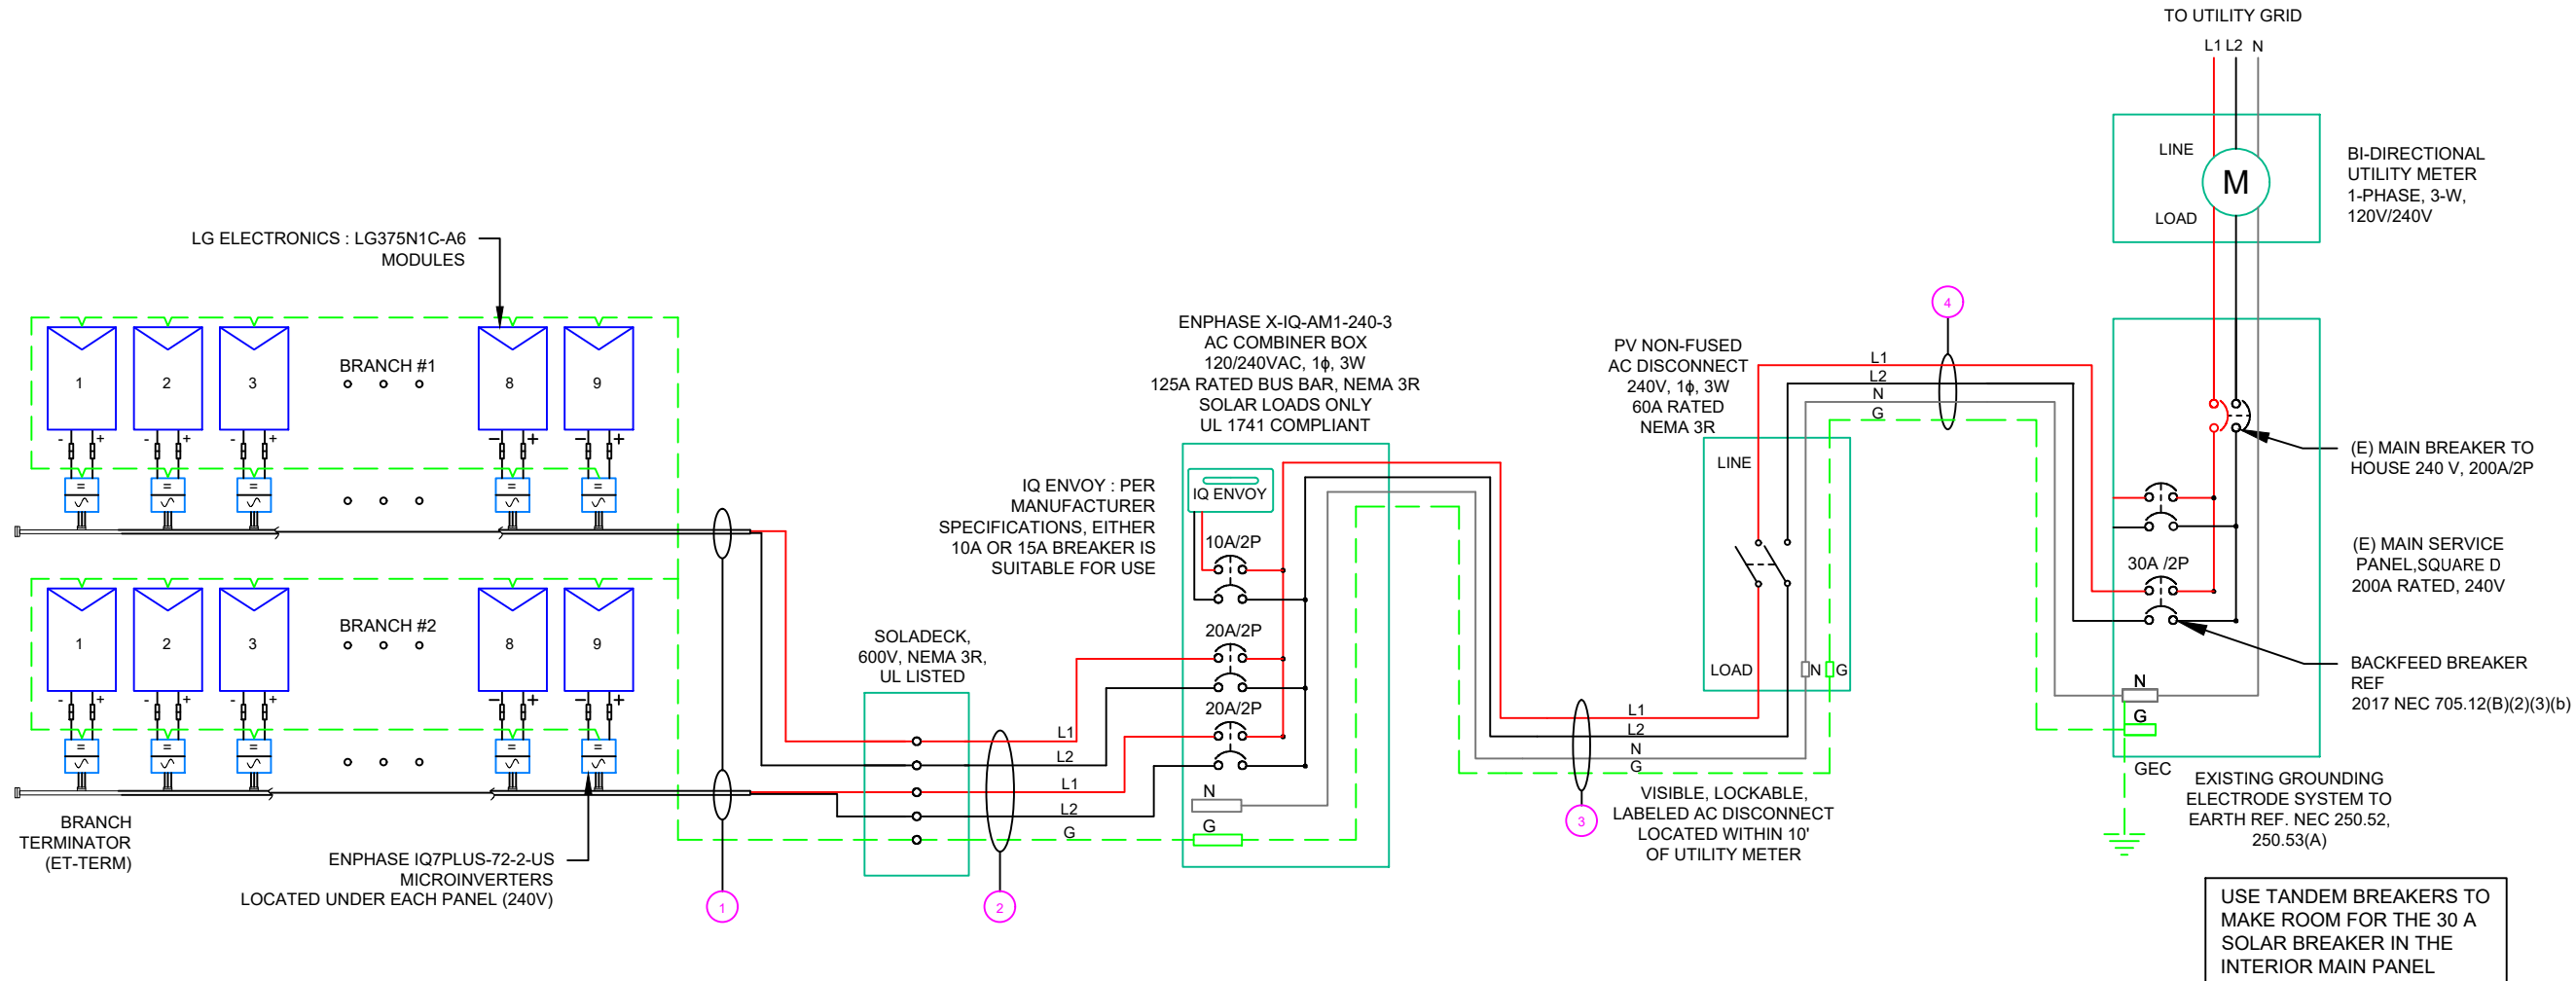 TO UTILITY GRID
L1 L2 N
LINE
M
LOAD
BI-DIRECTIONAL
UTILITY METER
1-PHASE, 3-W,
120V/240V
LG ELECTRONICS : LG375N1C-A6
MODULES
1
2
3
BRANCH #1
8
9
- +
- +
- +
- +
- +
=
=
=
=
=
1
2
3
BRANCH #2
8
9
- +
- +
- +
- +
- +
=
=
=
=
=
BRANCH
TERMINATOR
(ET-TERM)
ENPHASE IQ7PLUS-72-2-US
MICROINVERTERS
LOCATED UNDER EACH PANEL (240V)
1
SOLADECK,
600V, NEMA 3R,
UL LISTED
L1
L2
L1
L2
G
2
ENPHASE X-IQ-AM1-240-3
AC COMBINER BOX
120/240VAC, 1ϕ, 3W
125A RATED BUS BAR, NEMA 3R
SOLAR LOADS ONLY
UL 1741 COMPLIANT
IQ ENVOY : PER
MANUFACTURER
SPECIFICATIONS, EITHER
10A OR 15A BREAKER IS
SUITABLE FOR USE
IQ ENVOY
10A/2P
20A/2P
20A/2P
N
G
L1
L2
N
G
3
PV NON-FUSED
AC DISCONNECT
240V, 1ϕ, 3W
60A RATED
NEMA 3R
LINE
LOAD
N G
VISIBLE, LOCKABLE,
LABELED AC DISCONNECT
LOCATED WITHIN 10'
OF UTILITY METER
4
L1
L2
N
G
30A /2P
N
G
GEC
(E) MAIN BREAKER TO
HOUSE 240 V, 200A/2P
(E) MAIN SERVICE
PANEL,SQUARE D
200A RATED, 240V
BACKFEED BREAKER
REF
2017 NEC 705.12(B)(2)(3)(b)
EXISTING GROUNDING
ELECTRODE SYSTEM TO
EARTH REF. NEC 250.52,
250.53(A)
USE TANDEM BREAKERS TO
MAKE ROOM FOR THE 30 A
SOLAR BREAKER IN THE
INTERIOR MAIN PANEL